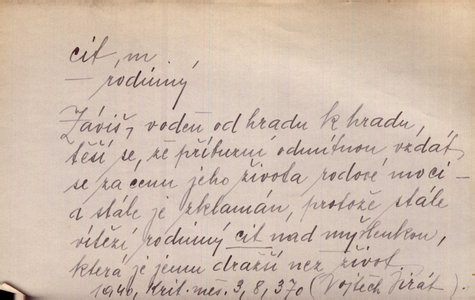 cit, m
— rodinný
Záviš, voden od hradu k hradu,
těší se, že příbuzní odmítnou vzdát
se za cenu jeho života rodové moci –
a stále je zklamán, protože stále
vítězí rodinný cit nad myšlenkou,
která je jemu dražší než život.
1940, Krit. měs. 3, 8, 370 (Vojtěch Jirát).